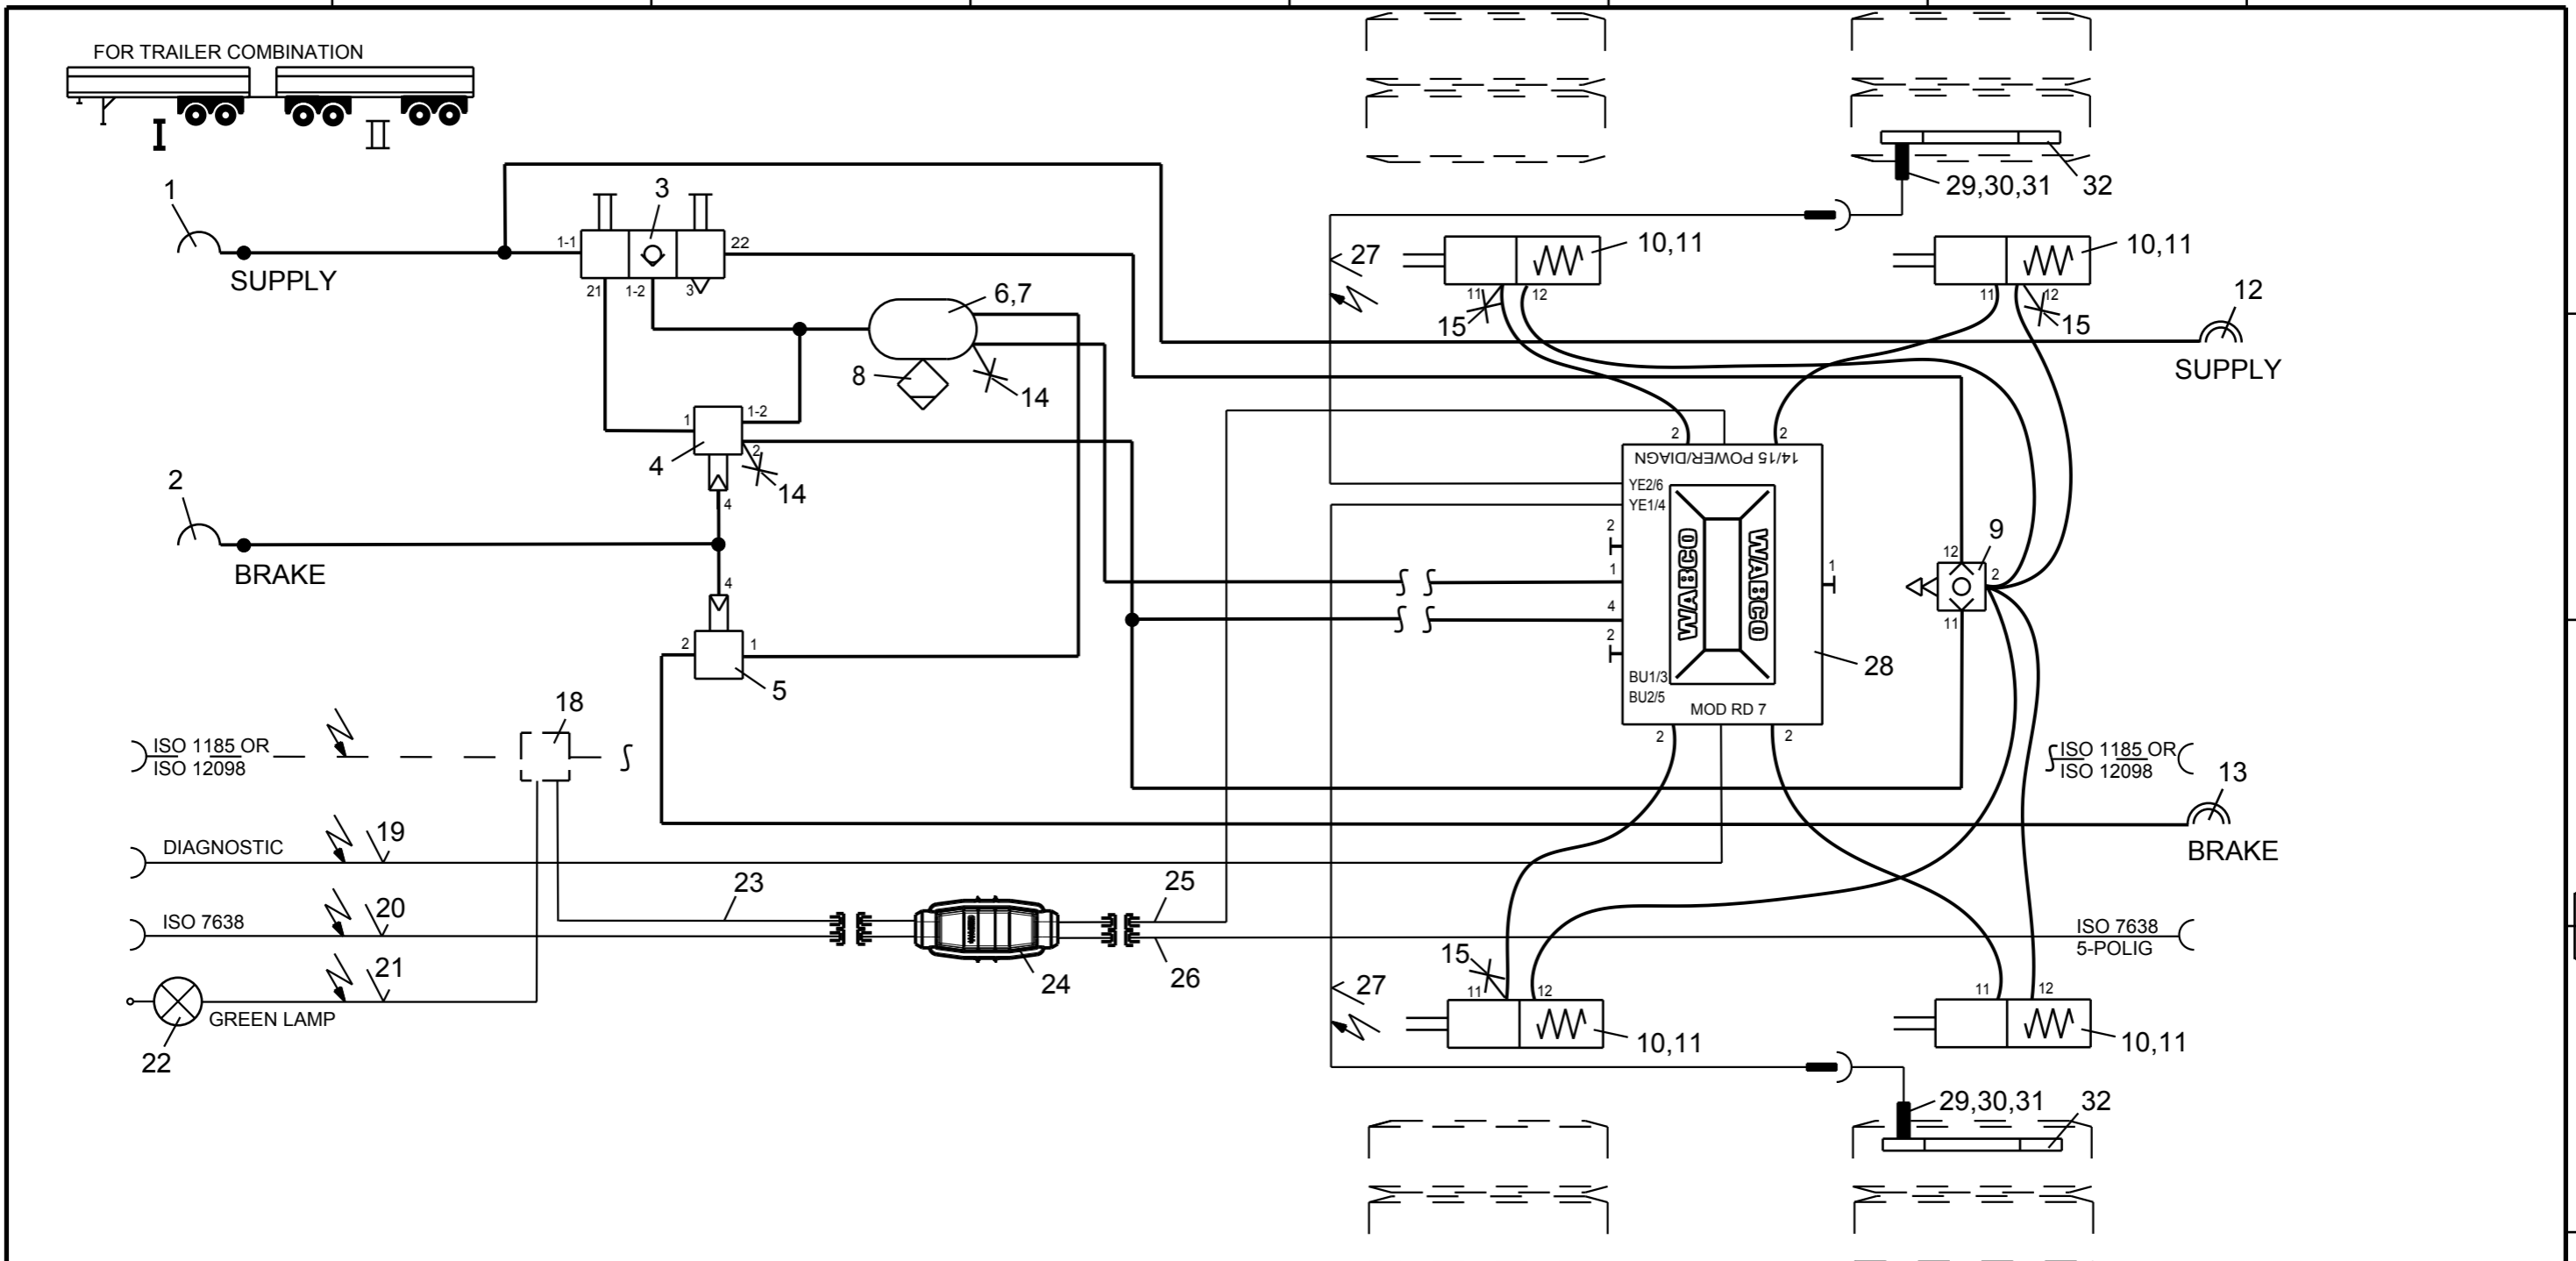 FOR TRAILER COMBINATION
I
II
1
SUPPLY
1-1
3
22
21
1-2
3
6,7
8
14
1
1-2
2
4
14
4
2
BRAKE
4
2
1
5
29,30,31
32
27
10,11
11
12
15
10,11
11
12
15
12
SUPPLY
2
2
14/15 POWER/DIAGN
YE2/6
YE1/4
2
1
4
2
BU1/3
BU2/5
WABCO
WABCO
1
MOD RD 7
28
2
2
12
9
2
11
18
ISO 1185 OR
ISO 12098
ISO 1185 OR
ISO 12098
13
BRAKE
DIAGNOSTIC
19
ISO 7638
20
23
24
25
26
ISO 7638
5-POLIG
21
GREEN LAMP
22
15
11
12
27
10,11
11
12
10,11
29,30,31
32